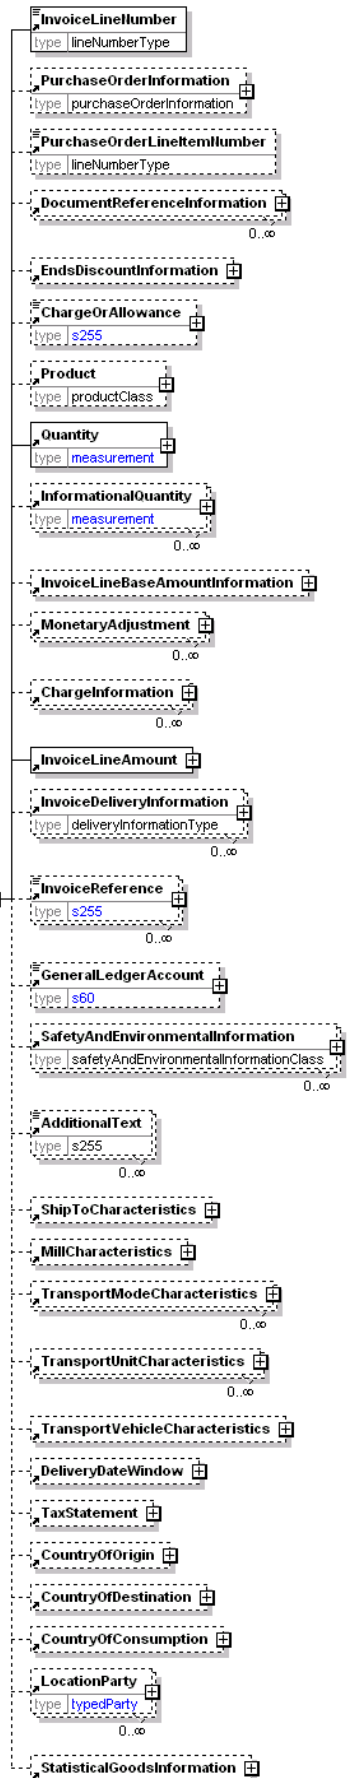 InvoiceLineNumber
type lineNumberType
PurchaseOrderInformation
type purchaseOrderInformation
PurchaseOrderLineItemNumber
type lineNumberType
DocumentReferenceInformation
0..∞
EndsDiscountInformation
ChargeOrAllowance
type s255
Product
type productClass
Quantity
type measurement
InformationalQuantity
type measurement
0..∞
InvoiceLineBaseAmountInformation
MonetaryAdjustment
0..∞
ChargeInformation
0..∞
InvoiceLineAmount
InvoiceDeliveryInformation
type deliveryInformationType
0..∞
InvoiceReference
type s255
0..∞
GeneralLedgerAccount
type s60
SafetyAndEnvironmentalInformation
type safetyAndEnvironmentalInformationClass
0..∞
AdditionalText
type s255
0..∞
ShipToCharacteristics
MillCharacteristics
TransportModeCharacteristics
0..∞
TransportUnitCharacteristics
0..∞
TransportVehicleCharacteristics
DeliveryDateWindow
TaxStatement
CountryOfOrigin
CountryOfDestination
CountryOfConsumption
LocationParty
type typedParty
0..∞
StatisticalGoodsInformation